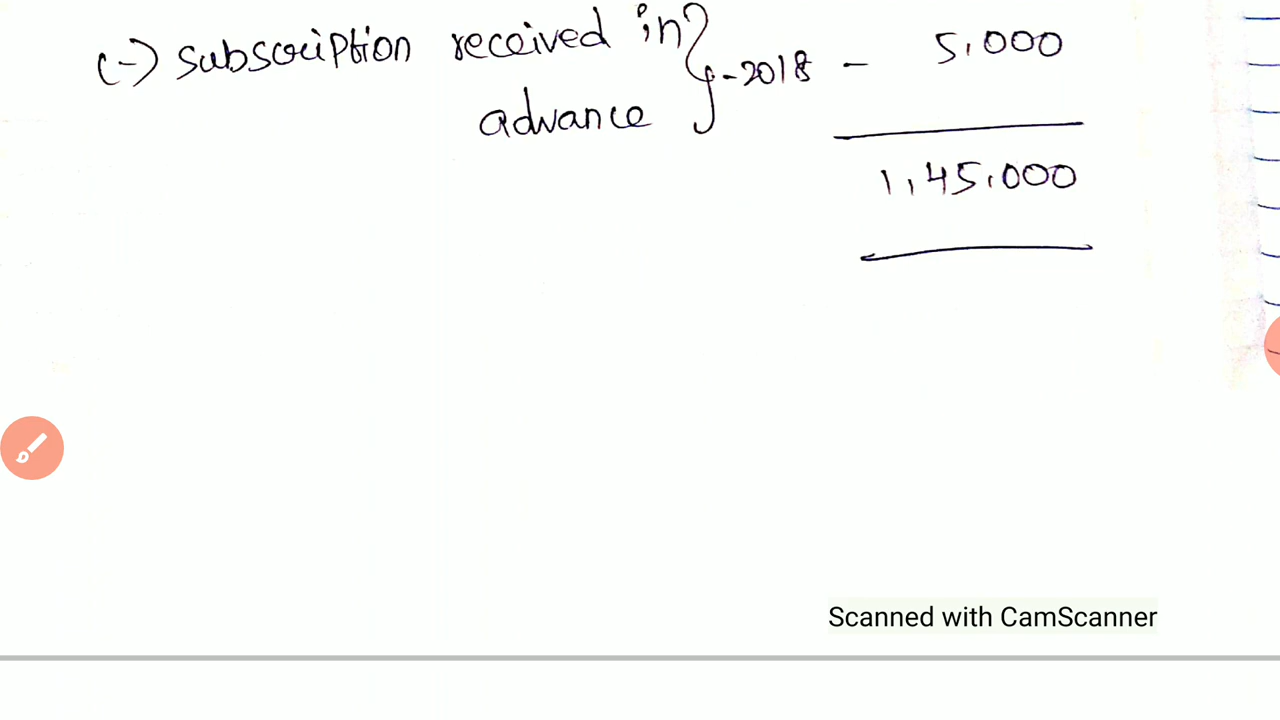 (-) subscription received in } -2018 - 5,000
advance
1,45,000
Scanned with CamScanner